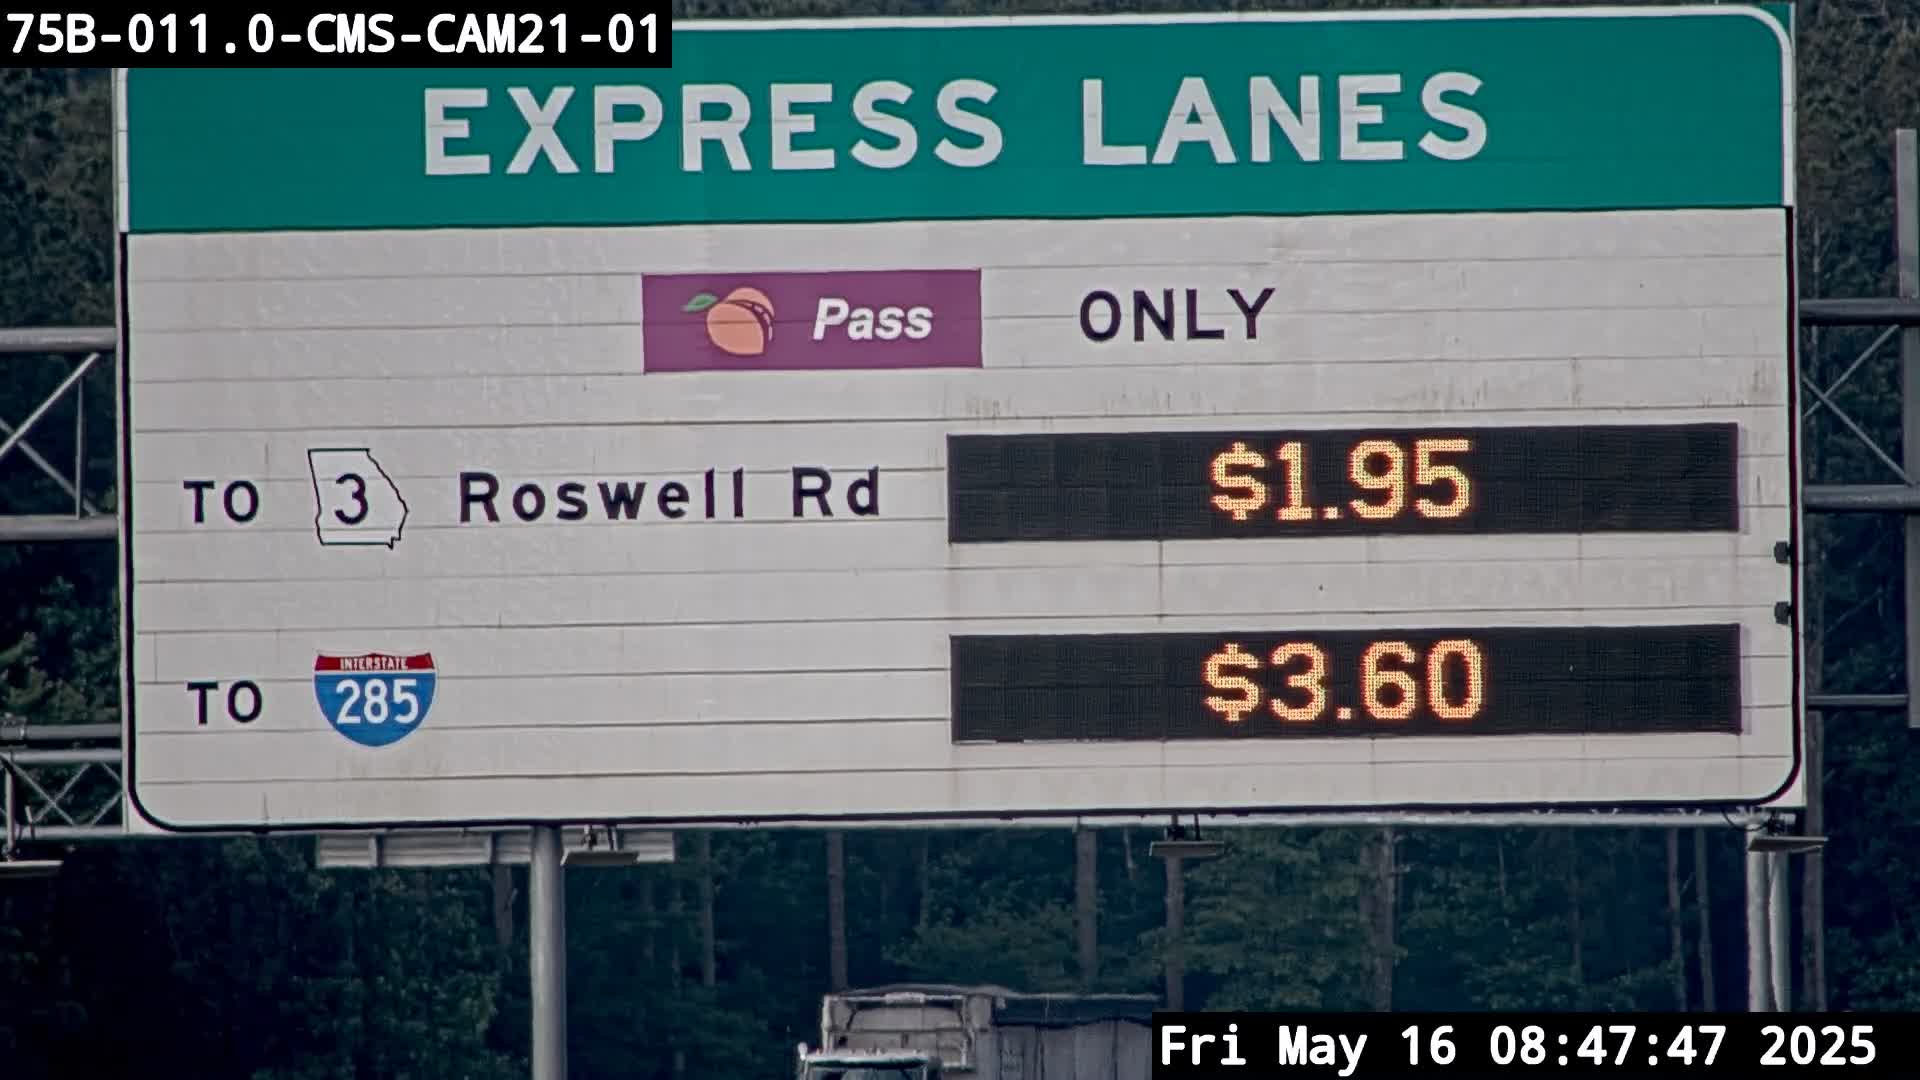 75B-011.0-CMS-CAM21-01
EXPRESS LANES
Pass ONLY
TO 3 Roswell Rd $1.95
INTERSTATE
TO 285 $3.60
Fri May 16 08:47:47 2025